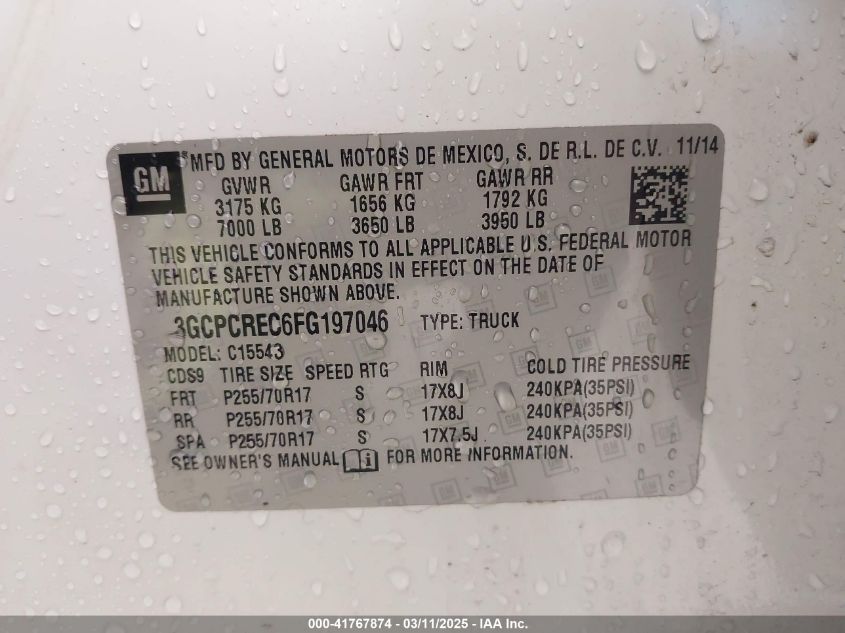 GM MFD BY GENERAL MOTORS DE MEXICO, S. DE R.L. DE C.V. 11/14
GVWR GAWR FRT GAWR RR
3175 KG 1656 KG 1792 KG
7000 LB 3650 LB 3950 LB
THIS VEHICLE CONFORMS TO ALL APPLICABLE U.S. FEDERAL MOTOR
VEHICLE SAFETY STANDARDS IN EFFECT ON THE DATE OF
MANUFACTURE SHOWN ABOVE.
3GCPCREC6FG197046 TYPE: TRUCK
MODEL: C15543
CDS9 TIRE SIZE SPEED RTG RIM COLD TIRE PRESSURE
FRT P255/70R17 S 17X8J 240KPA(35PSI)
RR P255/70R17 S 17X8J 240KPA(35PSI)
SPA P255/70R17 S 17X7.5J 240KPA(35PSI)
SEE OWNER'S MANUAL i FOR MORE INFORMATION.
000-41767874 - 03/11/2025 - IAA Inc.